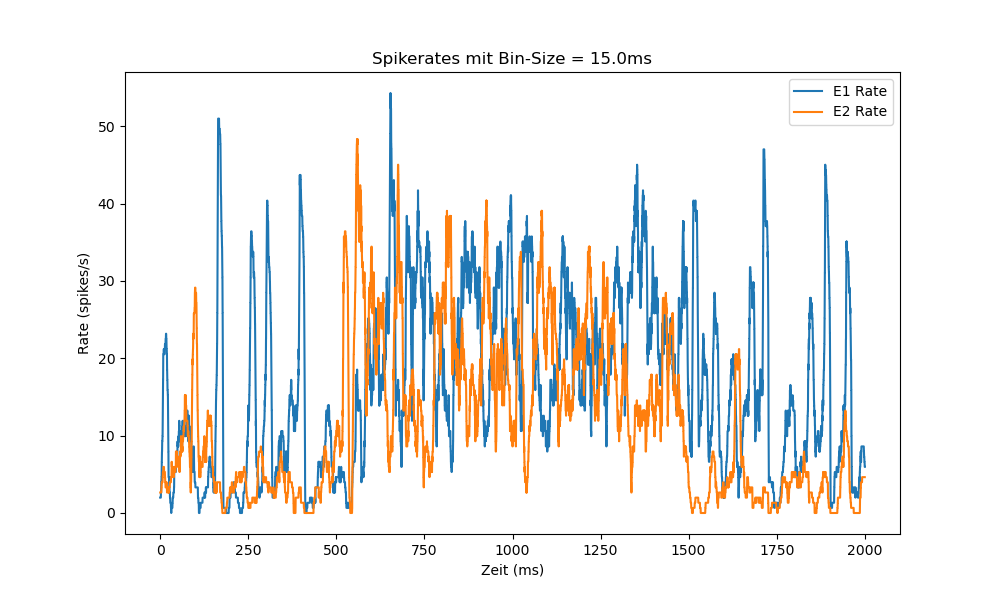 Spikerates mit Bin-Size = 15.0ms
E1 Rate
E2 Rate
Rate (spikes/s)
50
40
30
20
10
0
0 250 500 750 1000 1250 1500 1750 2000
Zeit (ms)